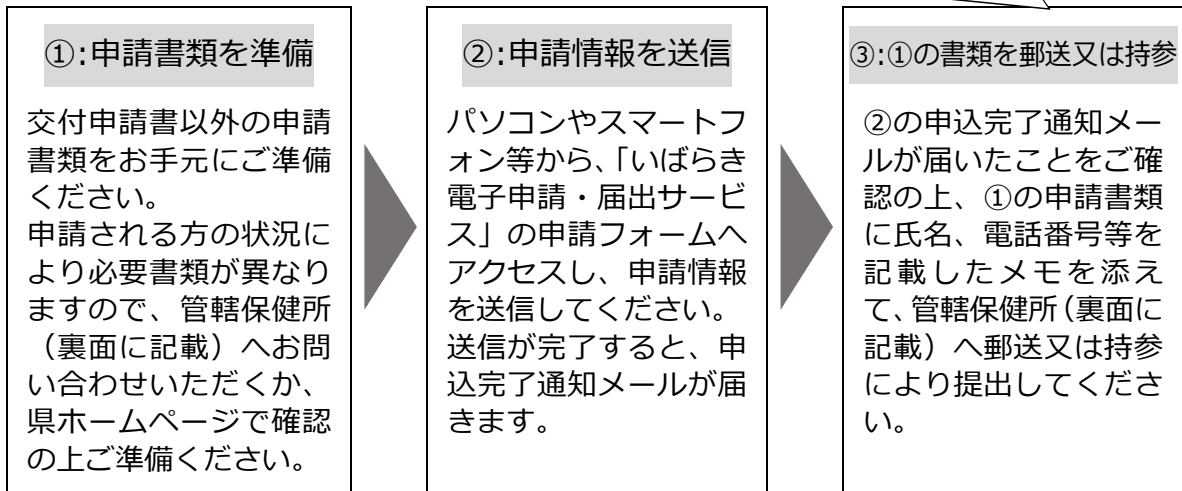 ①:申請書類を準備
交付申請書以外の申請
書類をお手元にご準備
ください。
申請される方の状況に
より必要書類が異なり
ますので、管轄保健所
（裏面に記載）へお問
い合わせいただくか、
県ホームページで確認
の上ご準備ください。
②:申請情報を送信
パソコンやスマートフ
ォン等から、「いばらき
電子申請・届出サービ
ス」の申請フォームへ
アクセスし、申請情報
を送信してください。
送信が完了すると、申
込完了通知メールが届
きます。
③:①の書類を郵送又は持参
②の申込完了通知メー
ルが届いたことをご確
認の上、①の申請書類
に氏名、電話番号等を
記載したメモを添え
て、管轄保健所（裏面に
記載）へ郵送又は持参
により提出してくださ
い。